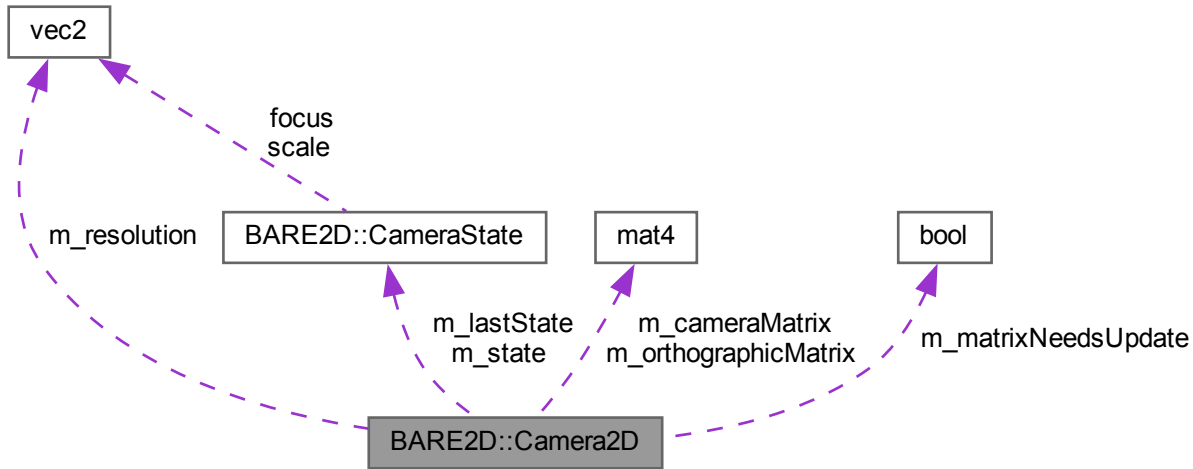 vec2
focus
scale
m_resolution
BARE2D::CameraState
mat4
bool
m_lastState
m_state
m_cameraMatrix
m_orthographicMatrix
m_matrixNeedsUpdate
BARE2D::Camera2D